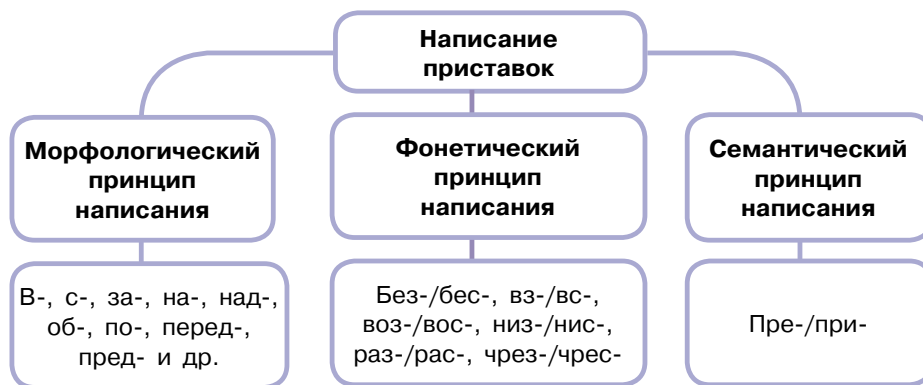 Написание
приставок
Морфологический
принцип
написания
Фонетический
принцип
написания
Семантический
принцип
написания
В-, с-, за-, на-, над-,
об-, по-, перед-,
пред- и др.
Без-/бес-, вз-/вс-,
воз-/вос-, низ-/нис-,
раз-/рас-, чрез-/чрес-
Пре-/при-